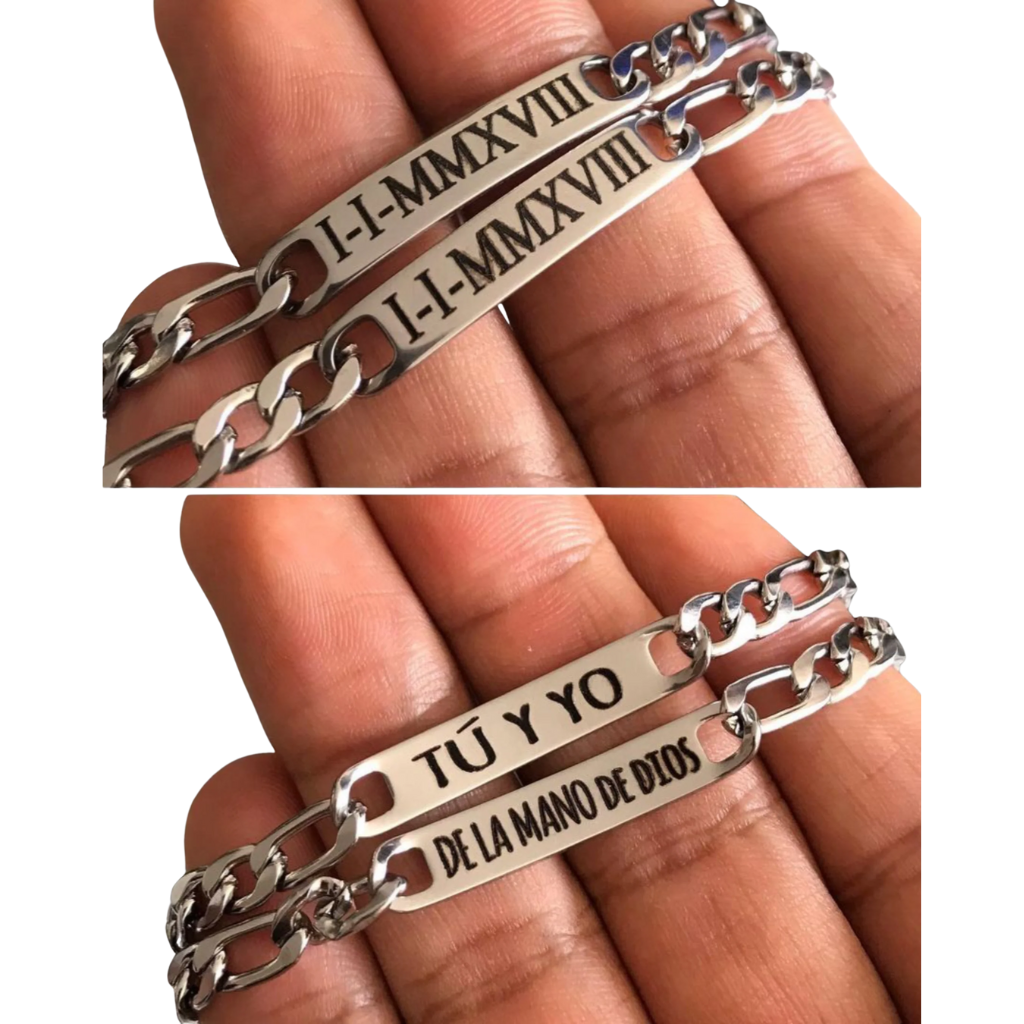 I-I-MMXVIII
I-I-MMXVIII
TÚ Y YO
DE LA MANO DE DIOS